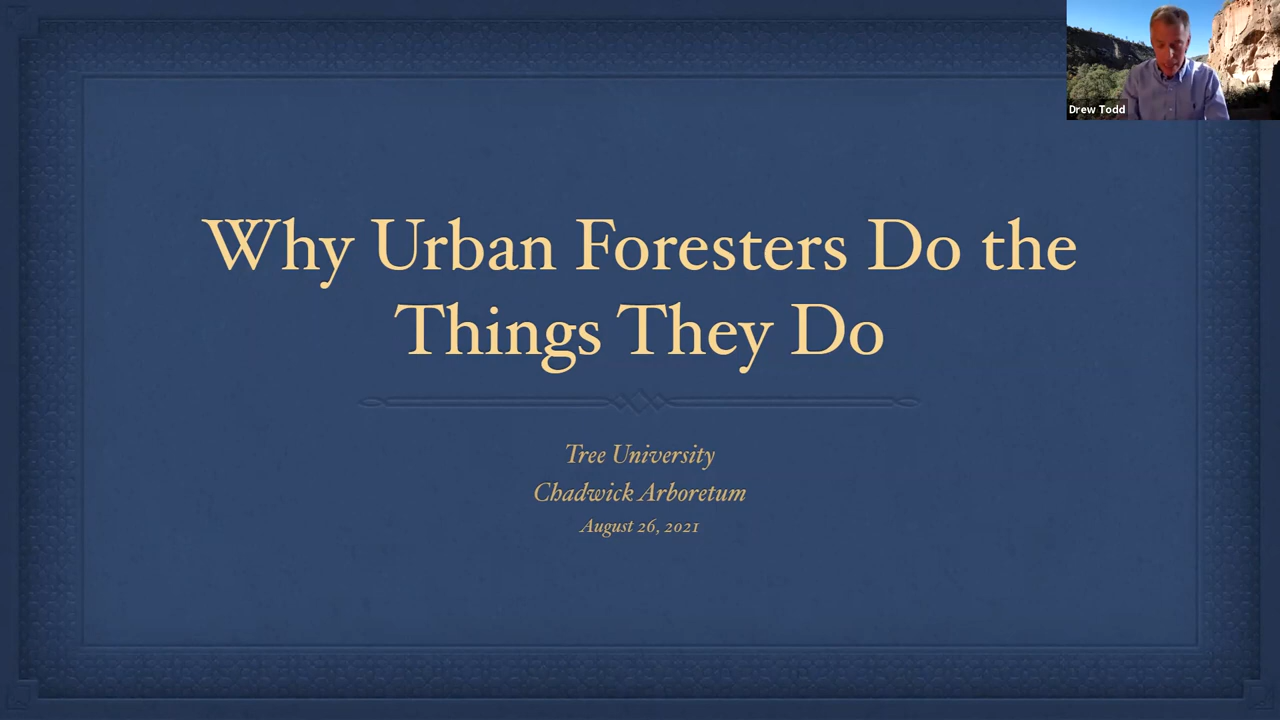 Drew Todd
Why Urban Foresters Do the
Things They Do
Tree University
Chadwick Arboretum
August 26, 2021